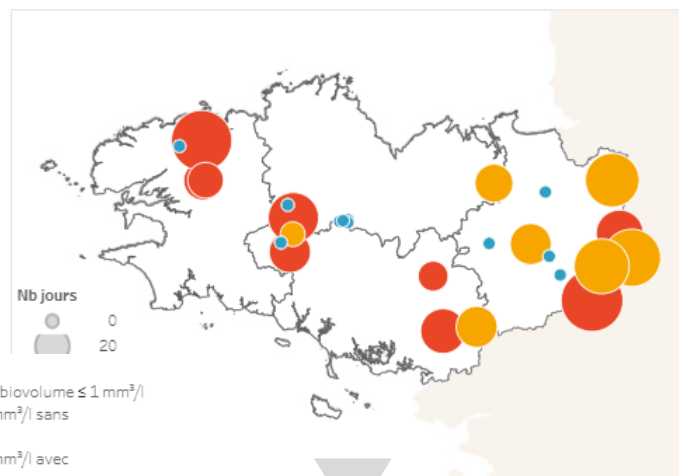 Nb jours
0
20
biovolume ≤ 1 mm³/l
mm³/l sans
mm³/l avec